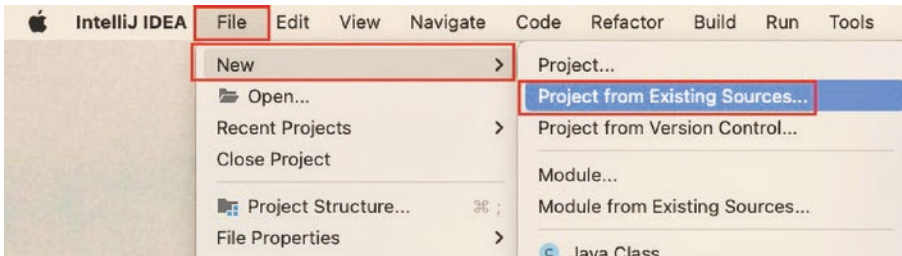 IntelliJ IDEA File Edit View Navigate Code Refactor Build Run Tools
New
Open...
Recent Projects
Close Project
Project Structure... ⌘ ;
File Properties
Project...
Project from Existing Sources...
Project from Version Control...
Module...
Module from Existing Sources...
C Java Class